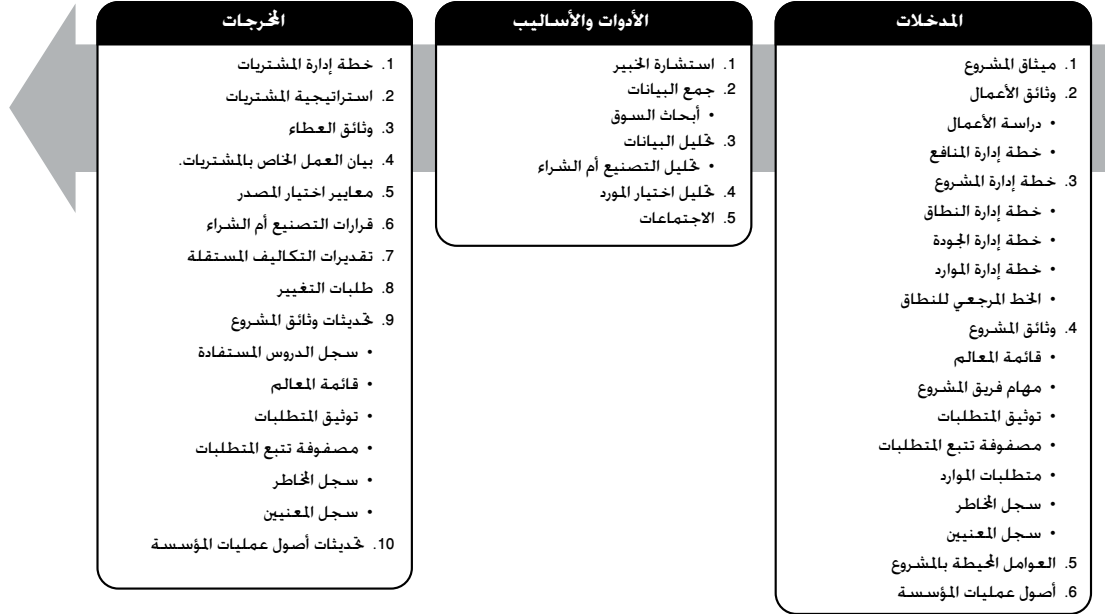 المدخلات
1. ميثاق المشروع
2. وثائق الأعمال
• دراسة الأعمال
• خطة إدارة المنافع
3. خطة إدارة المشروع
• خطة إدارة النطاق
• خطة إدارة الجودة
• خطة إدارة الموارد
• الخط المرجعي للنطاق
4. وثائق المشروع
• قائمة المعالم
• مهام فريق المشروع
• توثيق المتطلبات
• مصفوفة تتبع المتطلبات
• متطلبات الموارد
• سجل المخاطر
• سجل المعنيين
5. العوامل المحيطة بالمشروع
6. أصول عمليات المؤسسة
الأدوات والأساليب
1. استشارة الخبير
2. جمع البيانات
• أبحاث السوق
3. تحليل البيانات
• تحليل التصنيع أم الشراء
4. تحليل اختيار المورد
5. الاجتماعات
المخرجات
1. خطة إدارة المشتريات
2. استراتيجية المشتريات
3. وثائق العطاء
4. بيان العمل الخاص بالمشتريات.
5. معايير اختيار المصدر
6. قرارات التصنيع أم الشراء
7. تقديرات التكاليف المستقلة
8. طلبات التغيير
9. تحديثات وثائق المشروع
• سجل الدروس المستفادة
• قائمة المعالم
• توثيق المتطلبات
• مصفوفة تتبع المتطلبات
• سجل المخاطر
• سجل المعنيين
10. تحديثات أصول عمليات المؤسسة